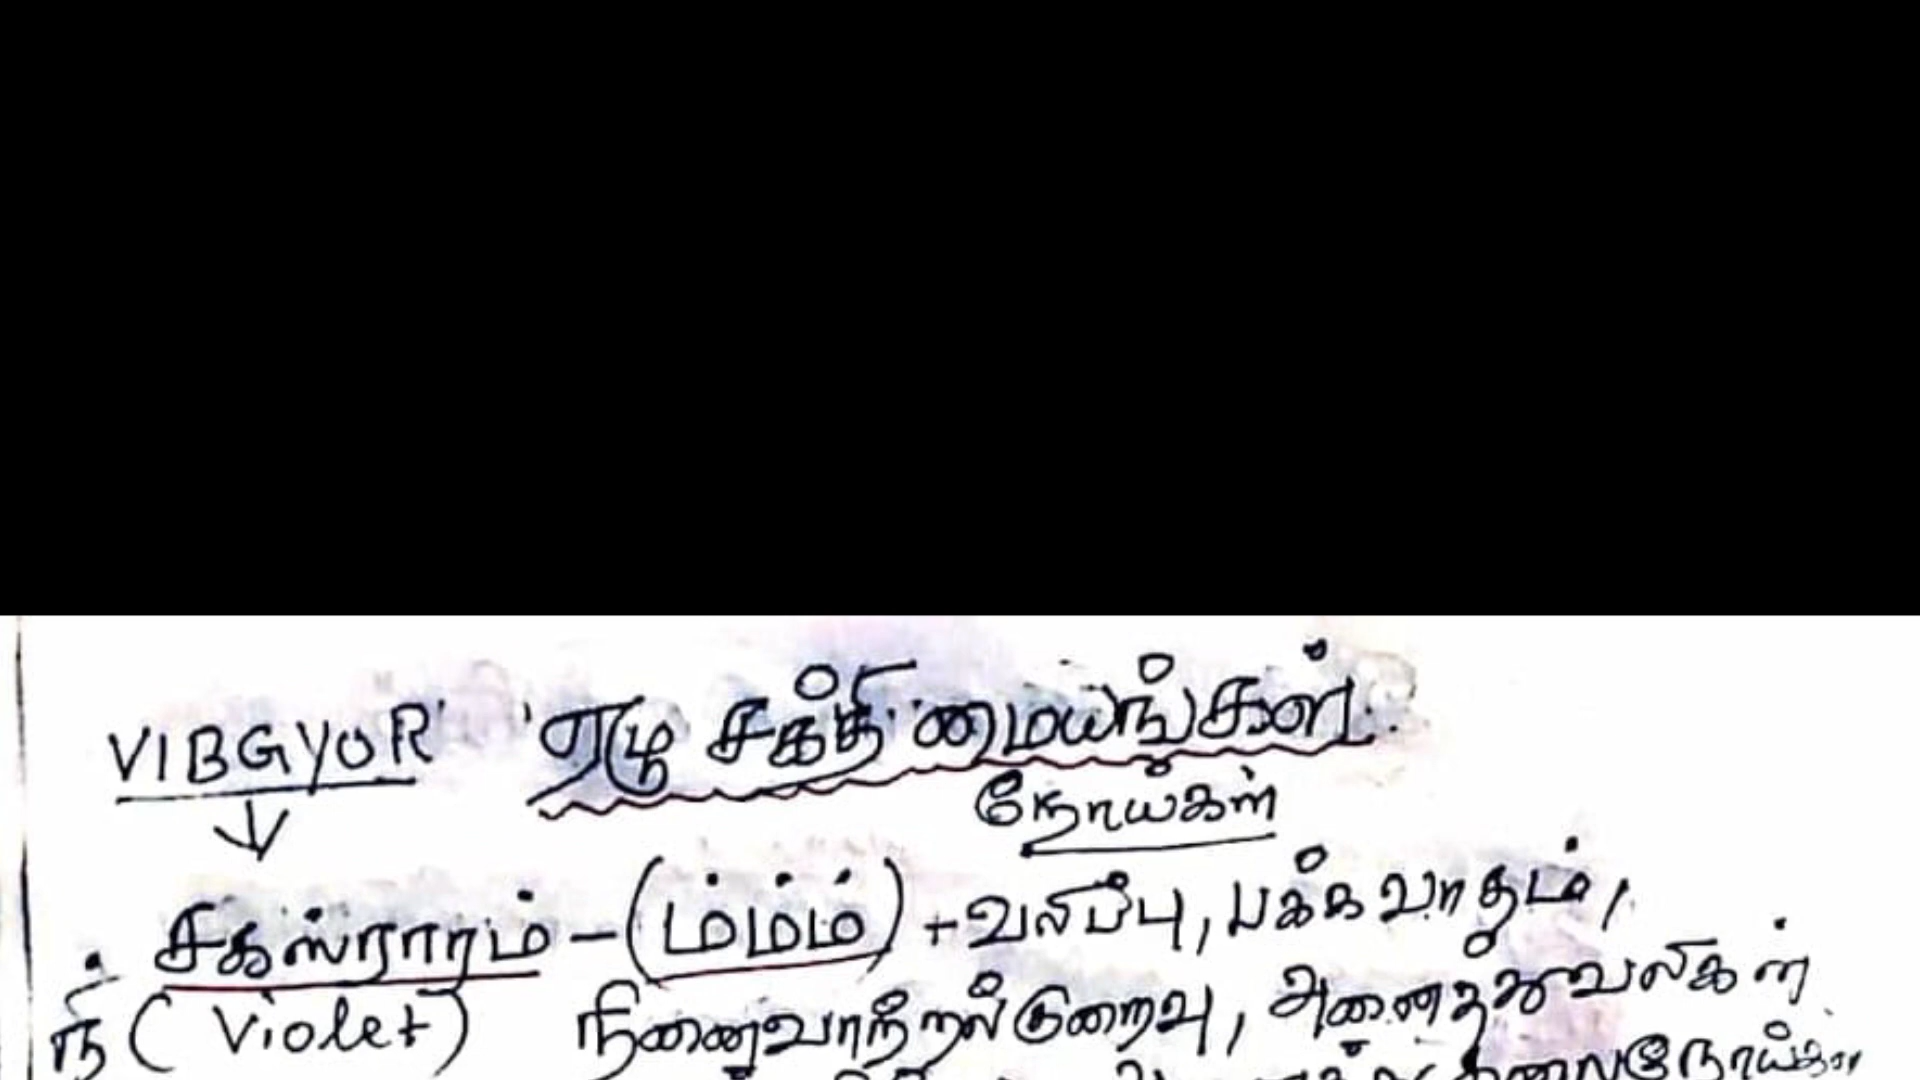 VIBGYOR ஏழு சக்தி மையங்கள்
நோய்கள்
சகஸ்ராரம் - (ம்ம்ம்) + வலிப்பு, பக்கவாதம்,
(Violet) நினைவாற்றல் குறைவு, அனைத்து வலிகள்